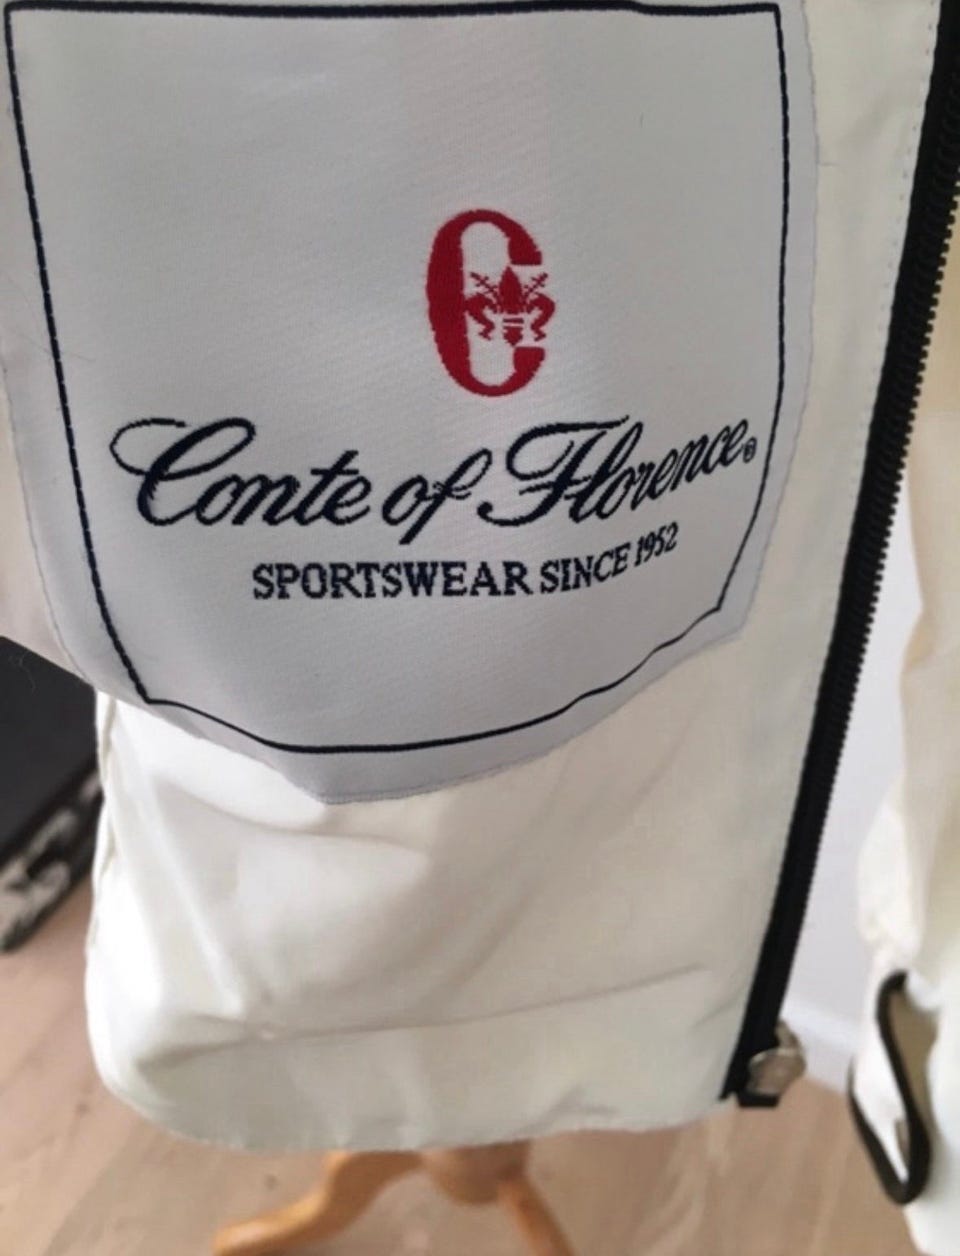 C
Conte of Florence®
SPORTSWEAR SINCE 1952